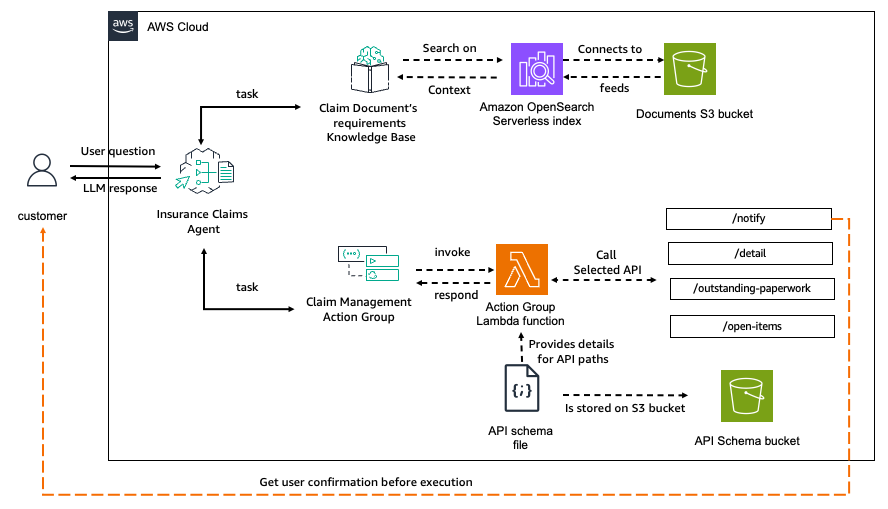 aws
AWS Cloud
Search on
Context
Connects to
feeds
task
Claim Document's
requirements
Knowledge Base
Amazon OpenSearch
Serverless index
Documents S3 bucket
User question
LLM response
customer
Insurance Claims
Agent
task
Claim Management
Action Group
invoke
respond
Action Group
Lambda function
Call
Selected API
/notify
/detail
/outstanding-paperwork
/open-items
Provides details
for API paths
{;}
API schema
file
Is stored on S3 bucket
API Schema bucket
Get user confirmation before execution